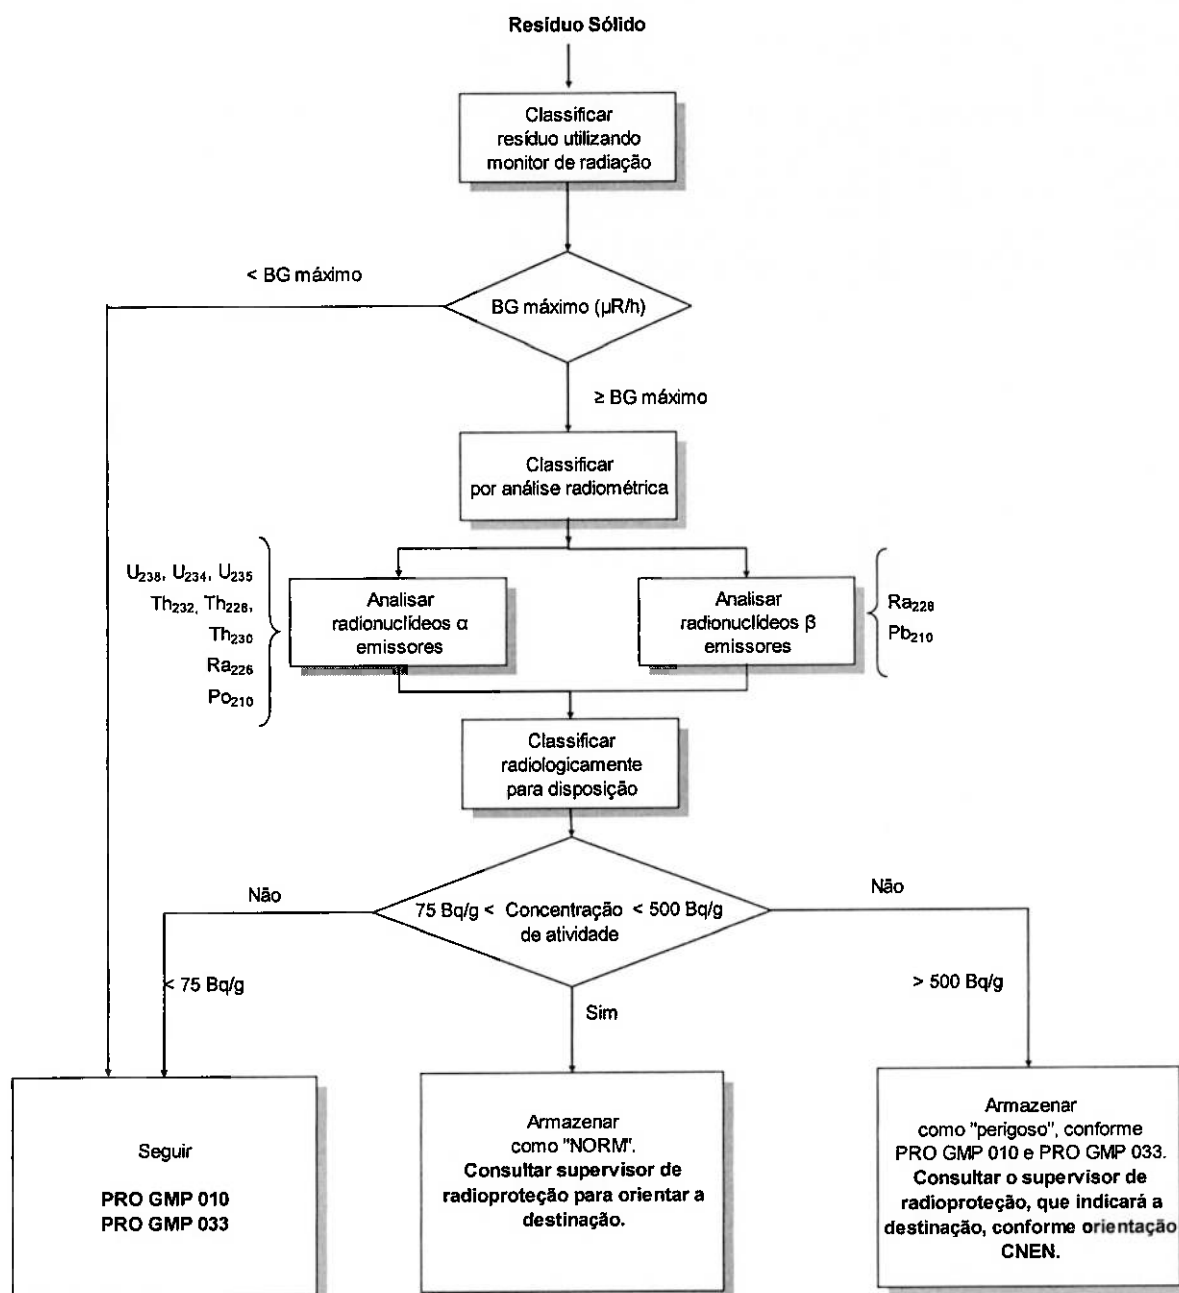 Resíduo Sólido
Classificar
resíduo utilizando
monitor de radiação
< BG máximo
BG máximo (µR/h)
≥ BG máximo
Classificar
por análise radiométrica
U238, U234, U235
Th232, Th228,
Th230
Ra226
Po210
Analisar
radionuclídeos α
emissores
Analisar
radionuclídeos β
emissores
Ra228
Pb210
Classificar
radiologicamente
para disposição
Não
75 Bq/g < Concentração < 500 Bq/g
de atividade
Não
< 75 Bq/g
Sim
> 500 Bq/g
Seguir
PRO GMP 010
PRO GMP 033
Armazenar
como "NORM".
Consultar supervisor de
radioproteção para orientar a
destinação.
Armazenar
como "perigoso", conforme
PRO GMP 010 e PRO GMP 033.
Consultar o supervisor de
radioproteção, que indicará a
destinação, conforme orientação
CNEN.